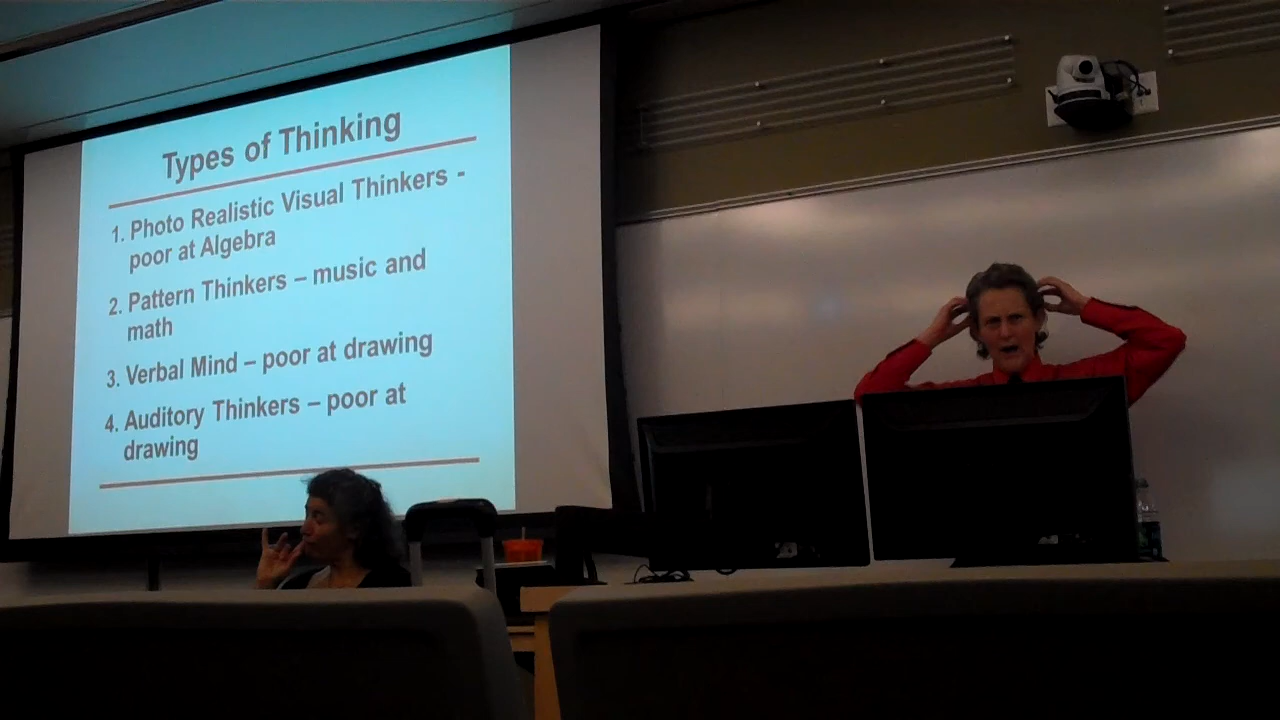 Types of Thinking
1. Photo Realistic Visual Thinkers -
poor at Algebra
2. Pattern Thinkers – music and
math
3. Verbal Mind – poor at drawing
4. Auditory Thinkers – poor at
drawing